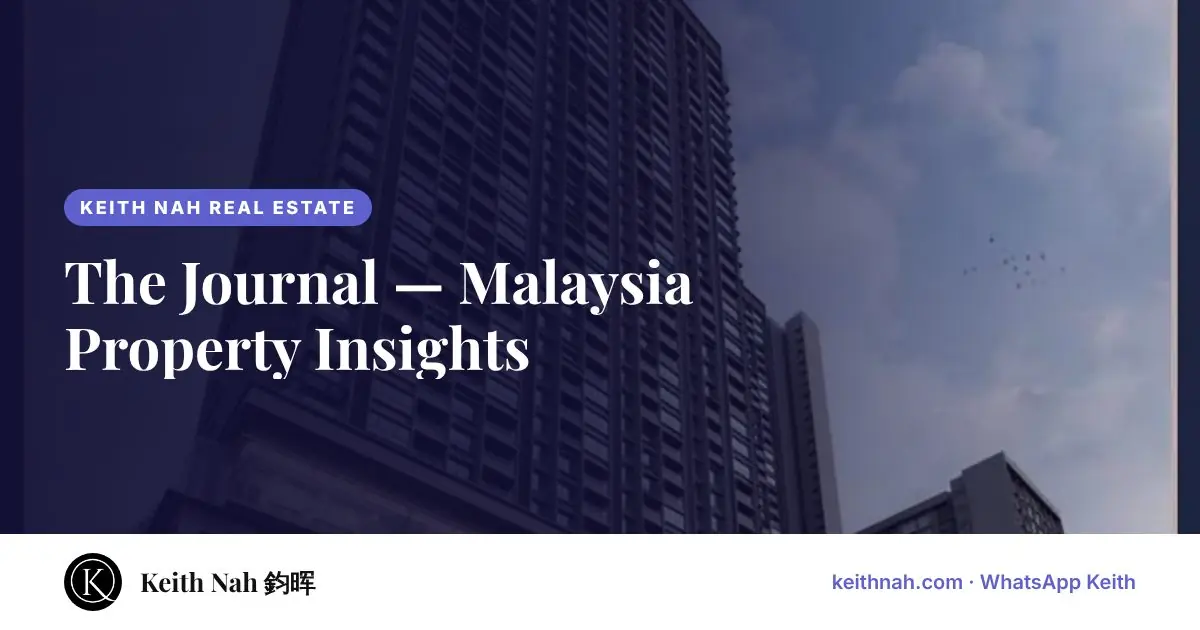 KEITH NAH REAL ESTATE
The Journal — Malaysia
Property Insights
K
Keith Nah 鈞晖
keithnah.com · WhatsApp Keith